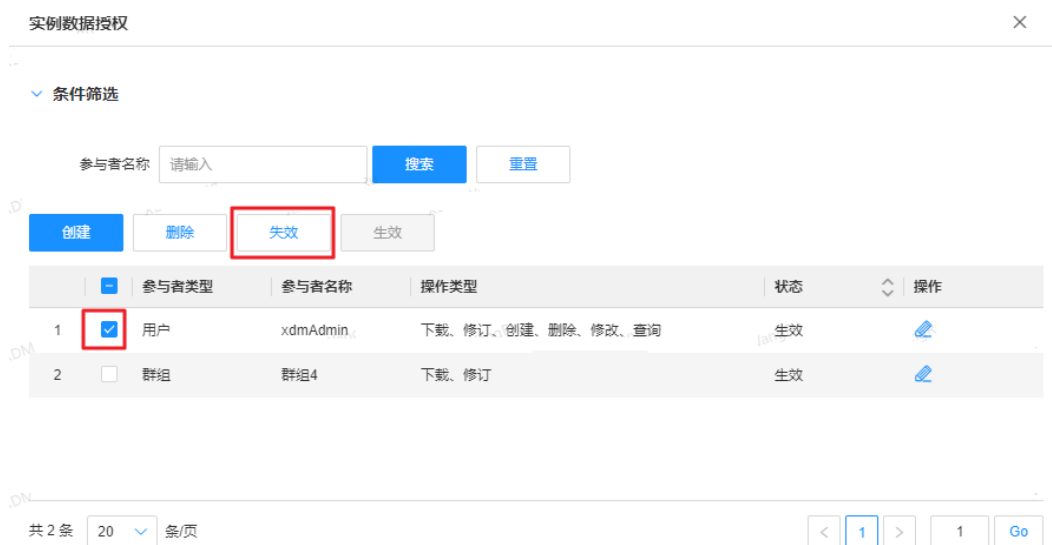 实例数据授权
条件筛选
参与者名称 请输入 搜索 重置
创建 删除 失效 生效
参与者类型 参与者名称 操作类型 状态 操作
1 用户 xdmAdmin 下载、修订、创建、删除、修改、查询 生效
2 群组 群组4 下载、修订 生效
共 2 条 20 条/页 < 1 > 1 Go